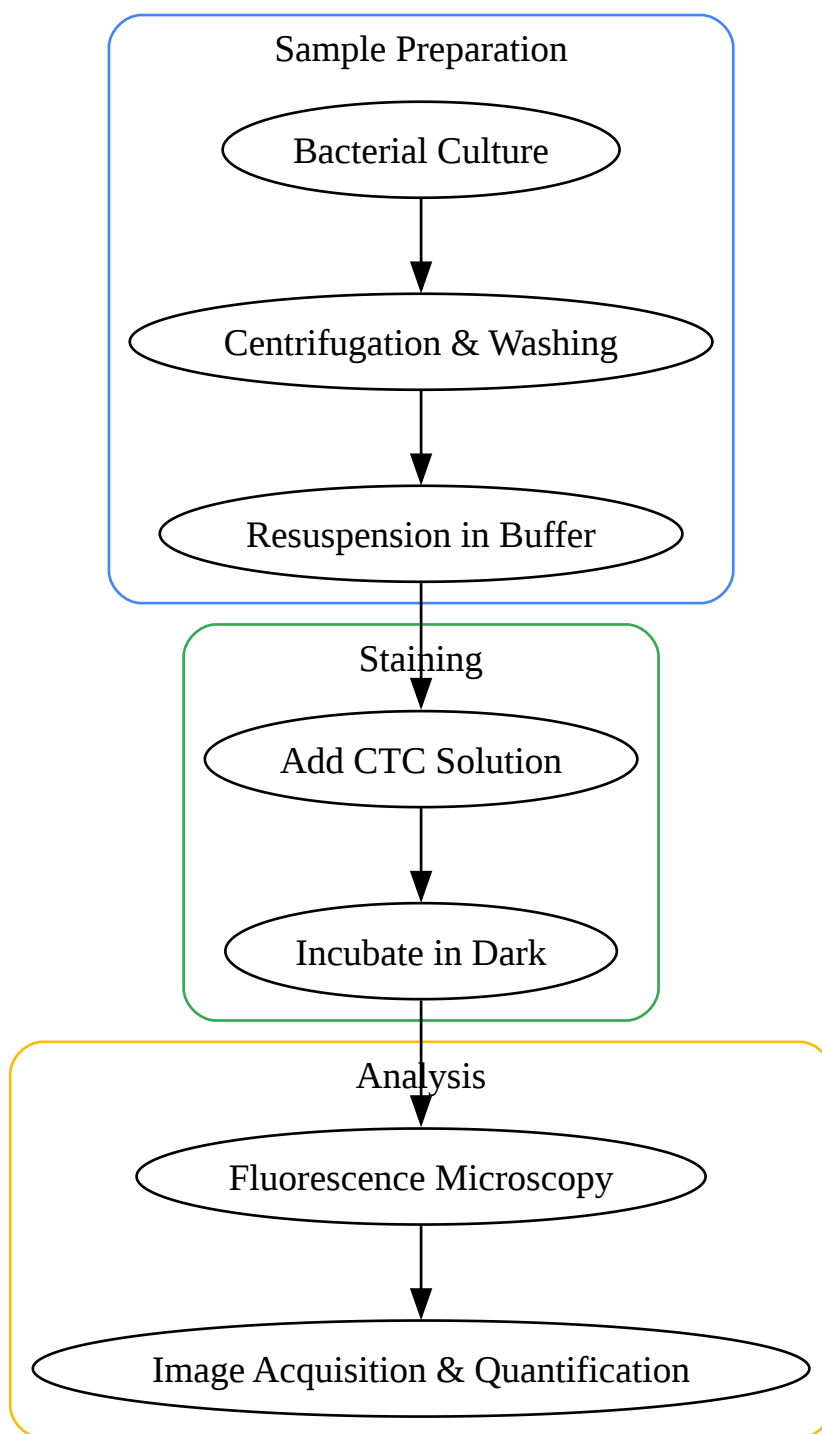 Sample Preparation
Bacterial Culture
Centrifugation & Washing
Resuspension in Buffer
Staining
Add CTC Solution
Incubate in Dark
Analysis
Fluorescence Microscopy
Image Acquisition & Quantification